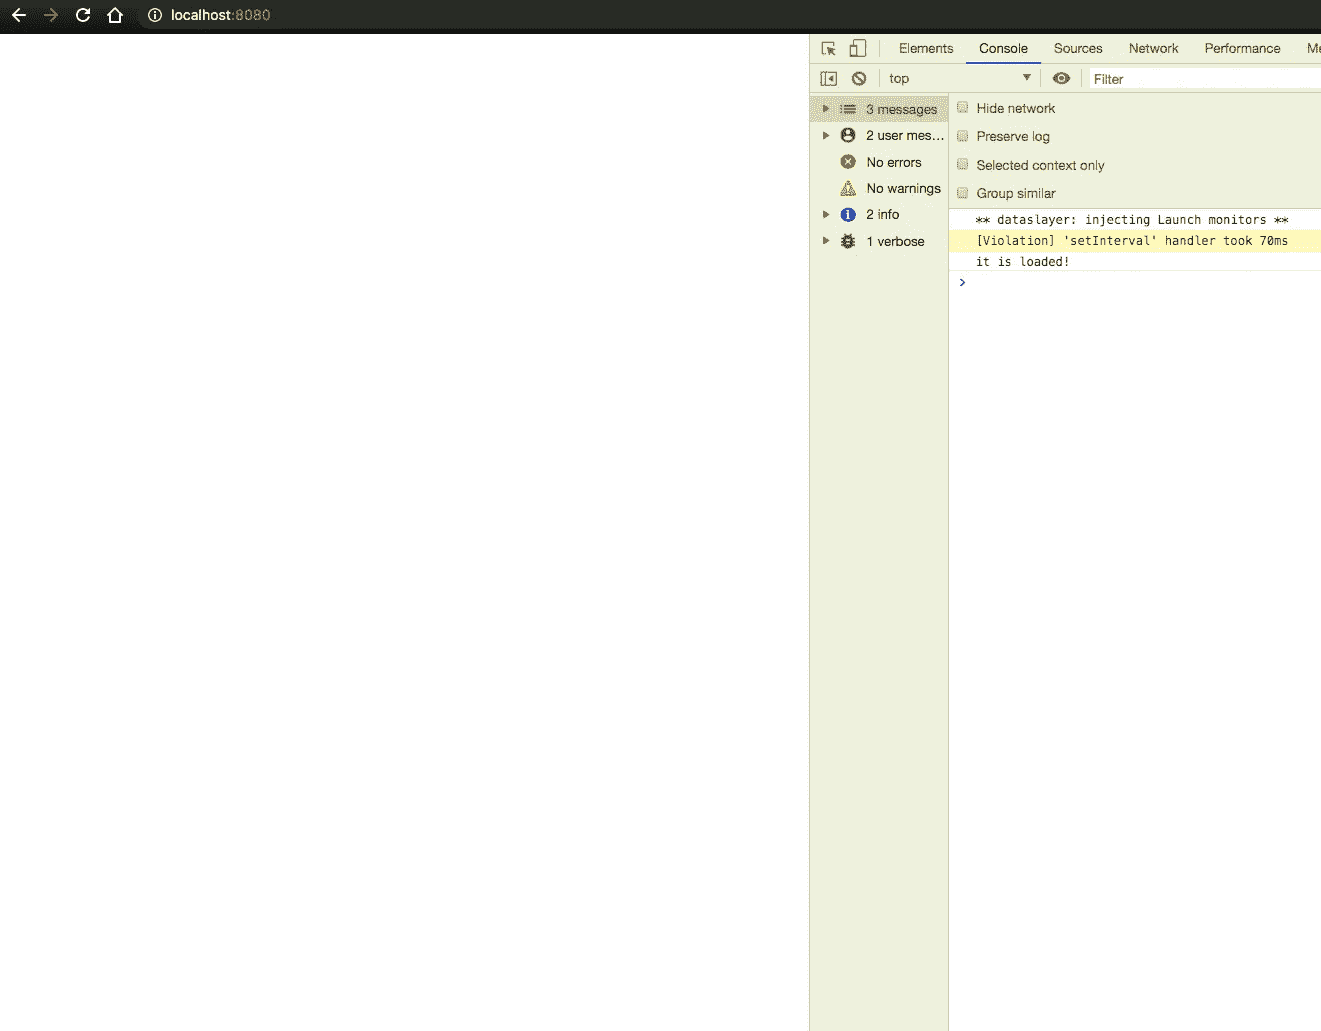 localhost:8080
Elements Console Sources Network Performance Me
top Filter
3 messages
2 user mes...
No errors
No warnings
2 info
1 verbose
Hide network
Preserve log
Selected context only
Group similar
** dataslayer: injecting Launch monitors **
[Violation] 'setInterval' handler took 70ms
it is loaded!
>